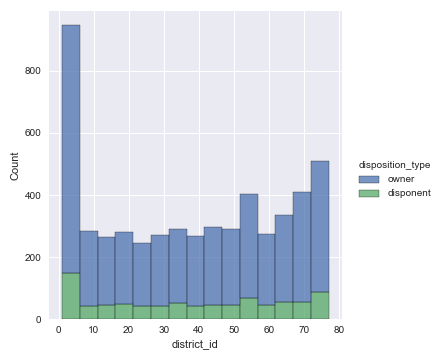 800
600
400
200
0
Count
0 10 20 30 40 50 60 70 80
district_id
disposition_type
owner
disponent